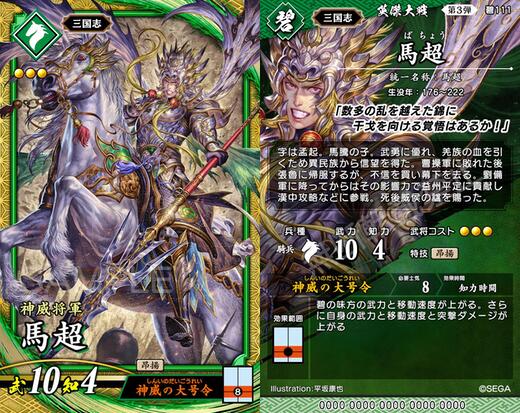 三国志
神威将軍
馬超
昂揚
武10知4
しんいのだいごうれい
神威の大号令
8
碧
三国志
英傑大戦
第3弾
碧111
ばちょう
馬超
統一名称:馬超
生没年:176～222
「数多の乱を越えた錦に
干戈を向ける覚悟はあるか!」
字は孟起。馬騰の子。武勇に優れ、羌族の血を引
くため異民族から信望を得た。曹操軍に敗れた後
張魯に帰服するが、不信を買い幕下を去る。劉備
軍に降ってからはその影響力で益州平定に貢献し
漢中攻略などに参戦。死後威侯の諡を賜った。
兵種 武力 知力 武将コスト
騎兵 10 4 特技 昂揚
しんいのだいごうれい
神威の大号令
必要士気
8
効果時間
知力時間
効果範囲
碧の味方の武力と移動速度が上がる。さら
に自身の武力と移動速度と突撃ダメージが
上がる
Illustration:平坂康也
©SEGA
0000-0000-0000-0000-0000